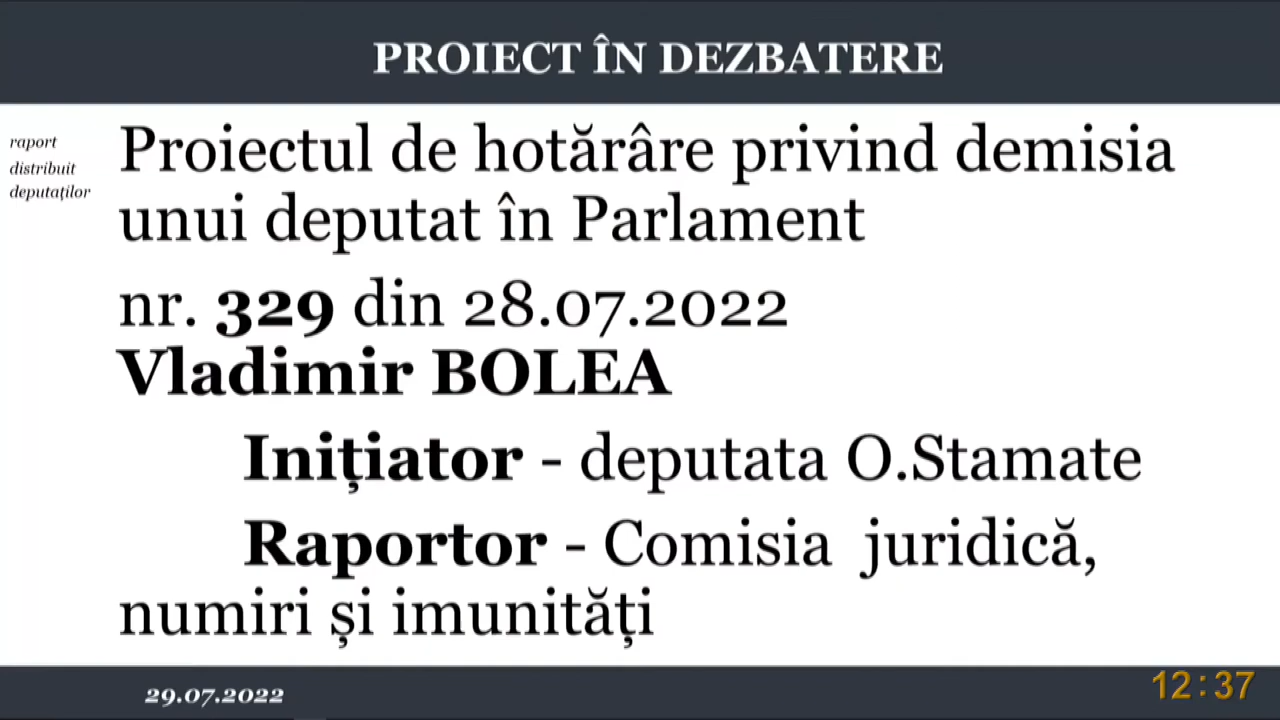 PROIECT ÎN DEZBATERE
raport
distribuit
deputaților
Proiectul de hotărâre privind demisia
unui deputat în Parlament
nr. 329 din 28.07.2022
Vladimir BOLEA
Inițiator - deputata O.Stamate
Raportor - Comisia juridică,
numiri și imunități
29.07.2022
12:37